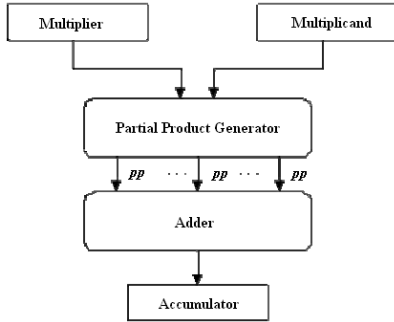 Multiplier
Multiplicand
Partial Product Generator
pp ... pp ... pp
Adder
Accumulator